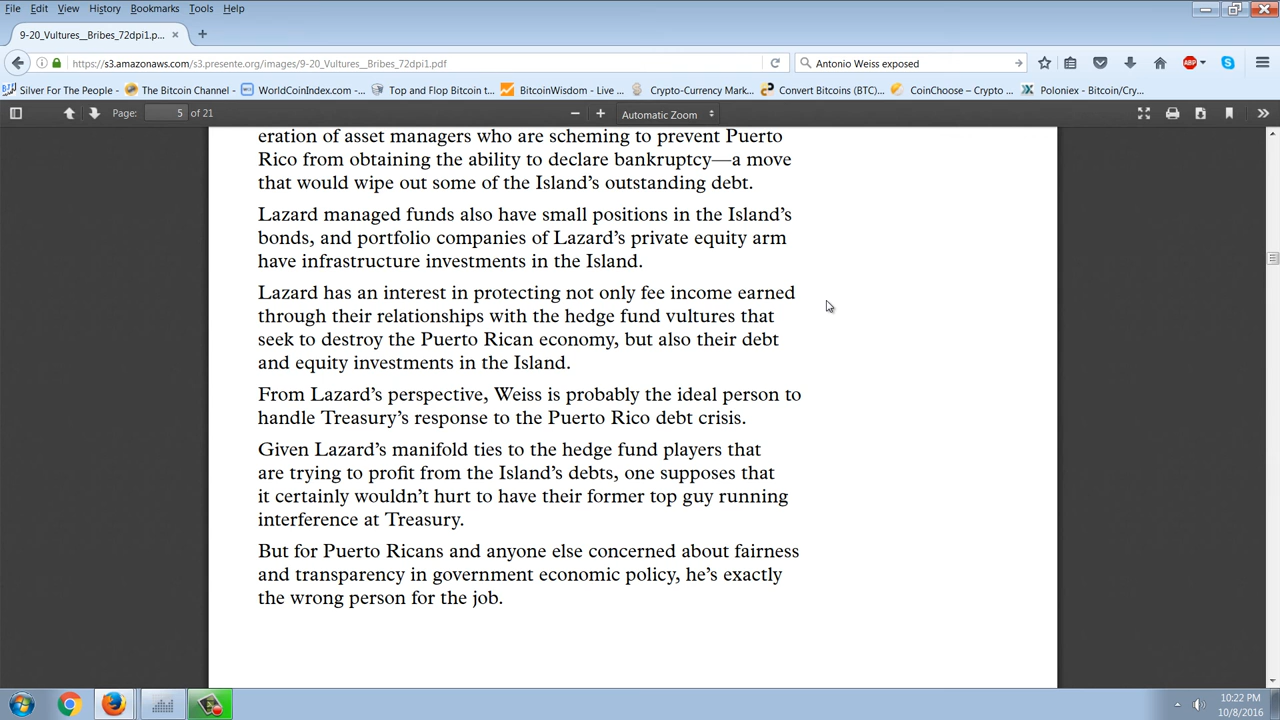 File Edit View History Bookmarks Tools Help
9-20_Vultures__Bribes_72dpi1.p...
https://s3.amazonaws.com/s3.presente.org/images/9-20_Vultures__Bribes_72dpi1.pdf
Antonio Weiss exposed
Silver For The People The Bitcoin Channel WorldCoinIndex.com -... Top and Flop Bitcoin t... BitcoinWisdom - Live ... Crypto-Currency Mark... Convert Bitcoins (BTC)... CoinChoose – Crypto ... Poloniex - Bitcoin/Cry...
Page: 5 of 21 Automatic Zoom
eration of asset managers who are scheming to prevent Puerto
Rico from obtaining the ability to declare bankruptcy—a move
that would wipe out some of the Island’s outstanding debt.
Lazard managed funds also have small positions in the Island’s
bonds, and portfolio companies of Lazard’s private equity arm
have infrastructure investments in the Island.
Lazard has an interest in protecting not only fee income earned
through their relationships with the hedge fund vultures that
seek to destroy the Puerto Rican economy, but also their debt
and equity investments in the Island.
From Lazard’s perspective, Weiss is probably the ideal person to
handle Treasury’s response to the Puerto Rico debt crisis.
Given Lazard’s manifold ties to the hedge fund players that
are trying to profit from the Island’s debts, one supposes that
it certainly wouldn’t hurt to have their former top guy running
interference at Treasury.
But for Puerto Ricans and anyone else concerned about fairness
and transparency in government economic policy, he’s exactly
the wrong person for the job.
10:22 PM
10/8/2016